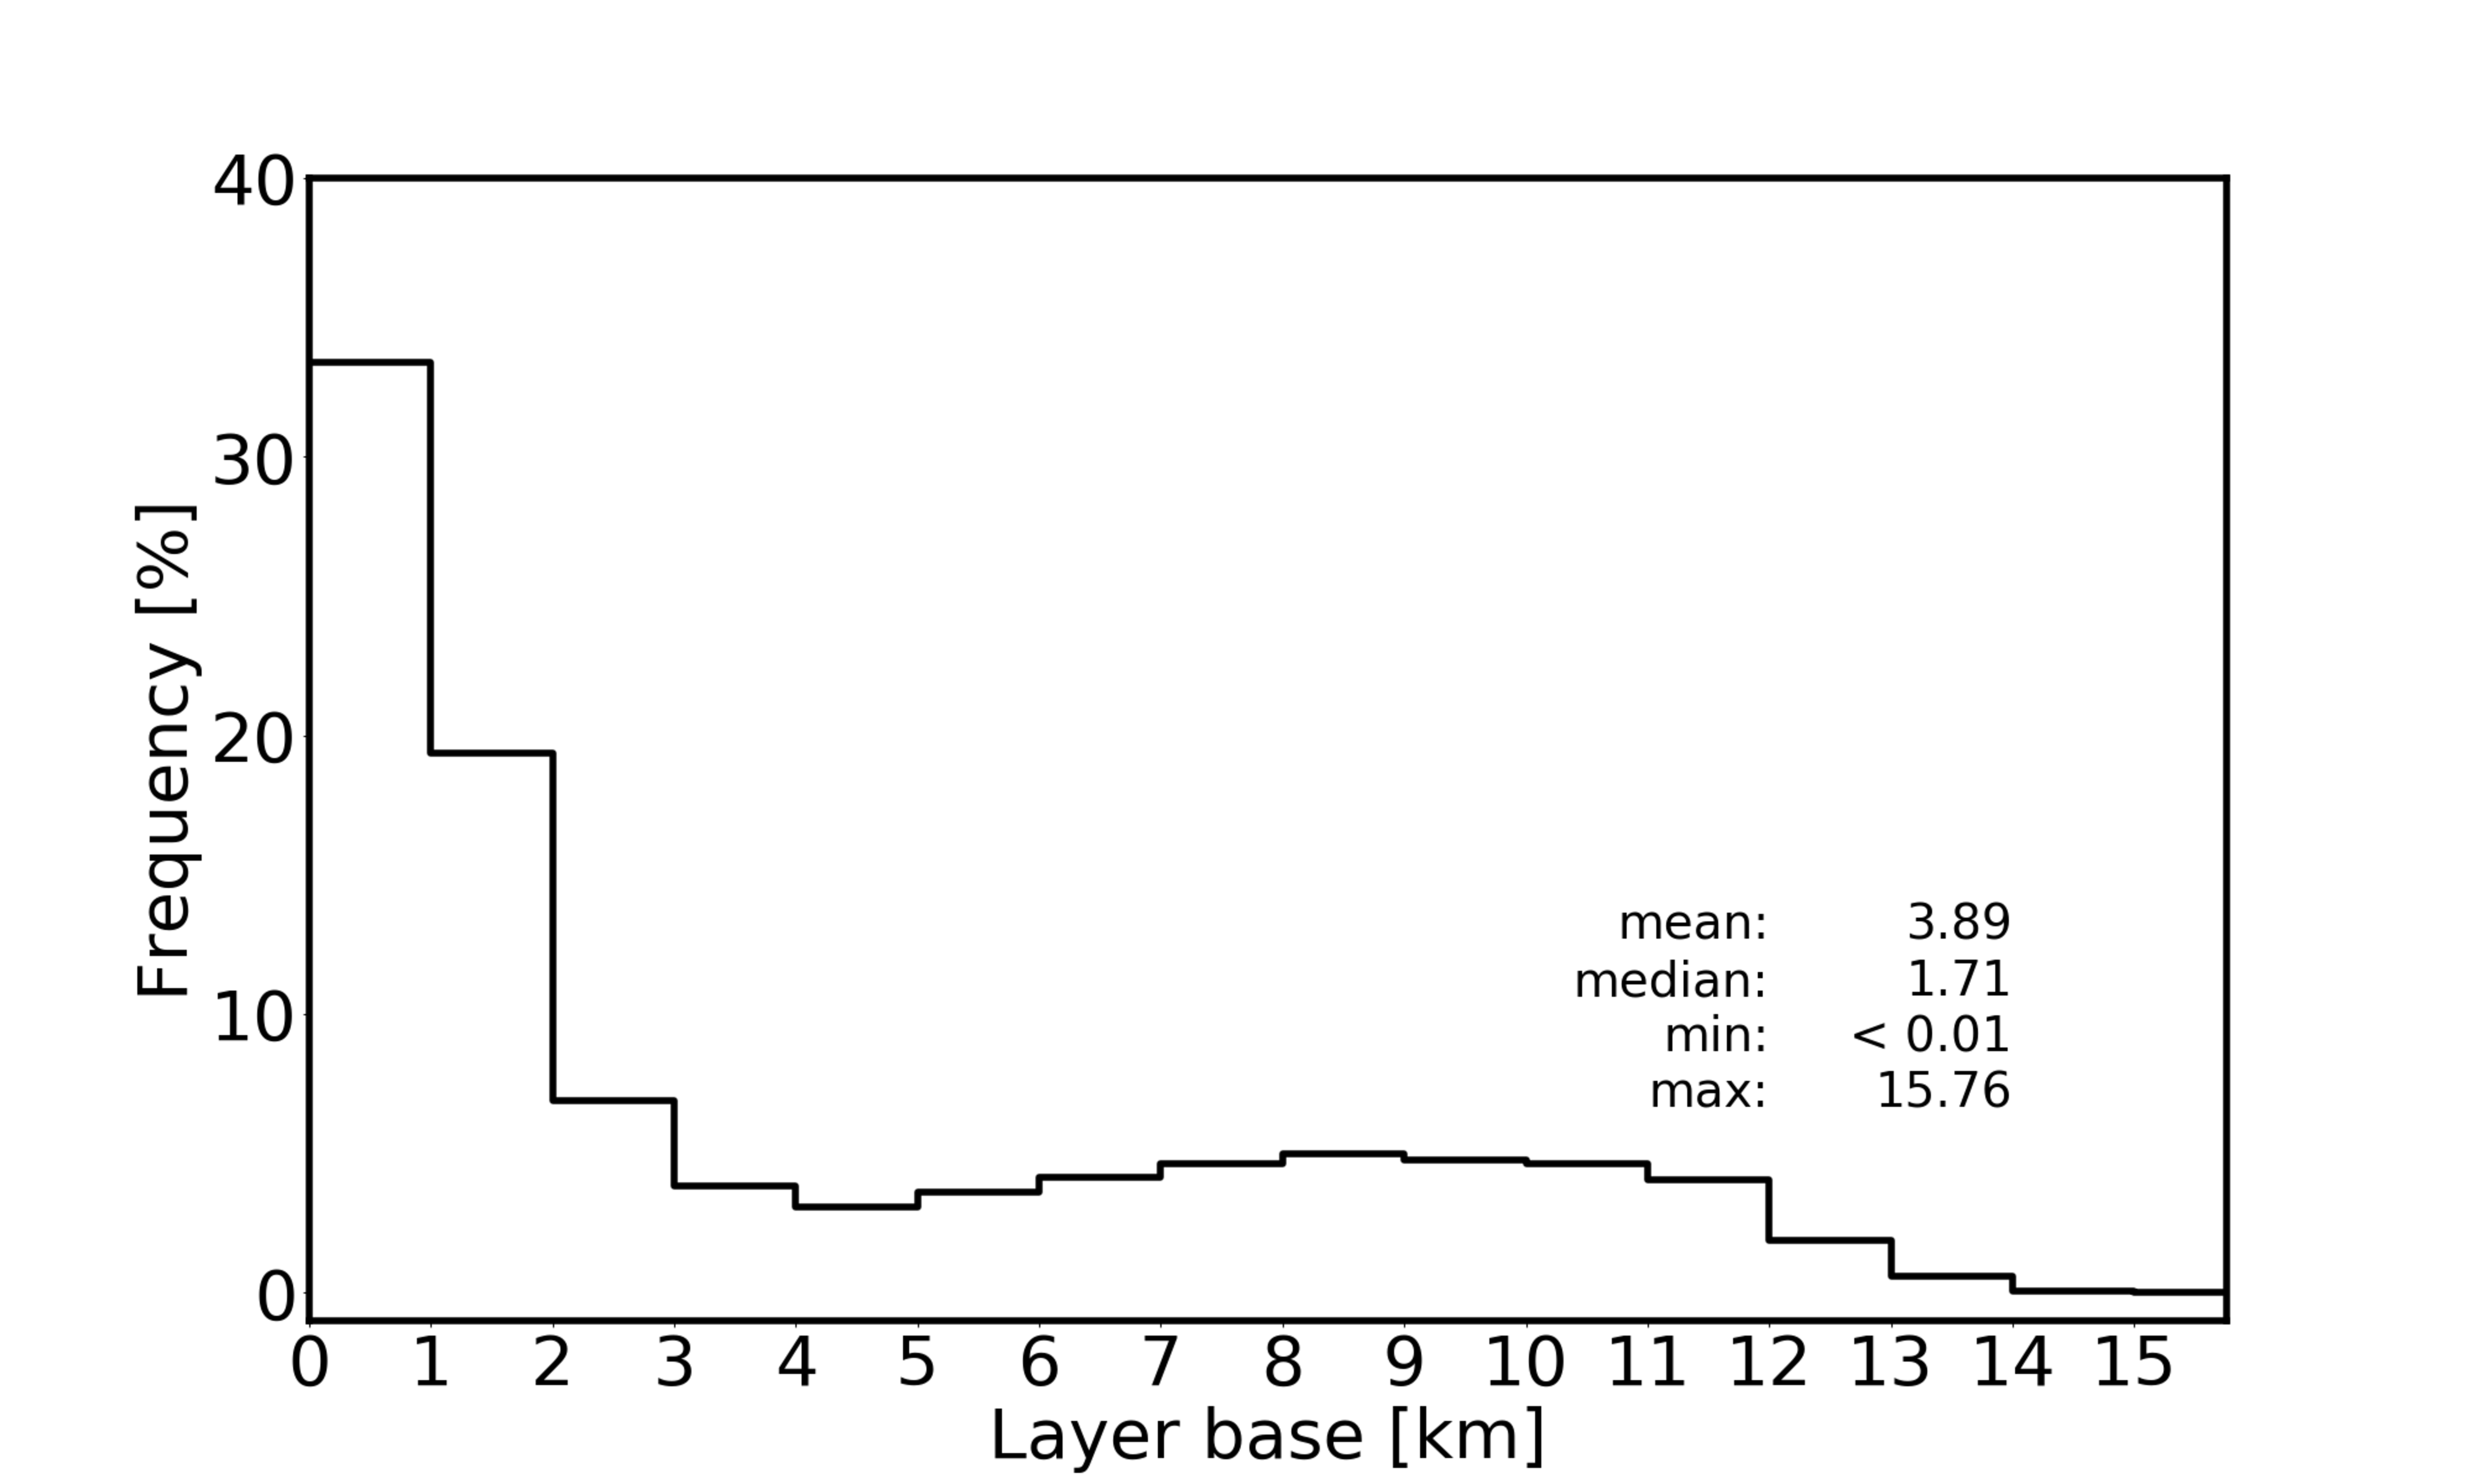 40
30
20
10
0
Frequency [%]
mean: 3.89
median: 1.71
min: < 0.01
max: 15.76
0 1 2 3 4 5 6 7 8 9 10 11 12 13 14 15
Layer base [km]